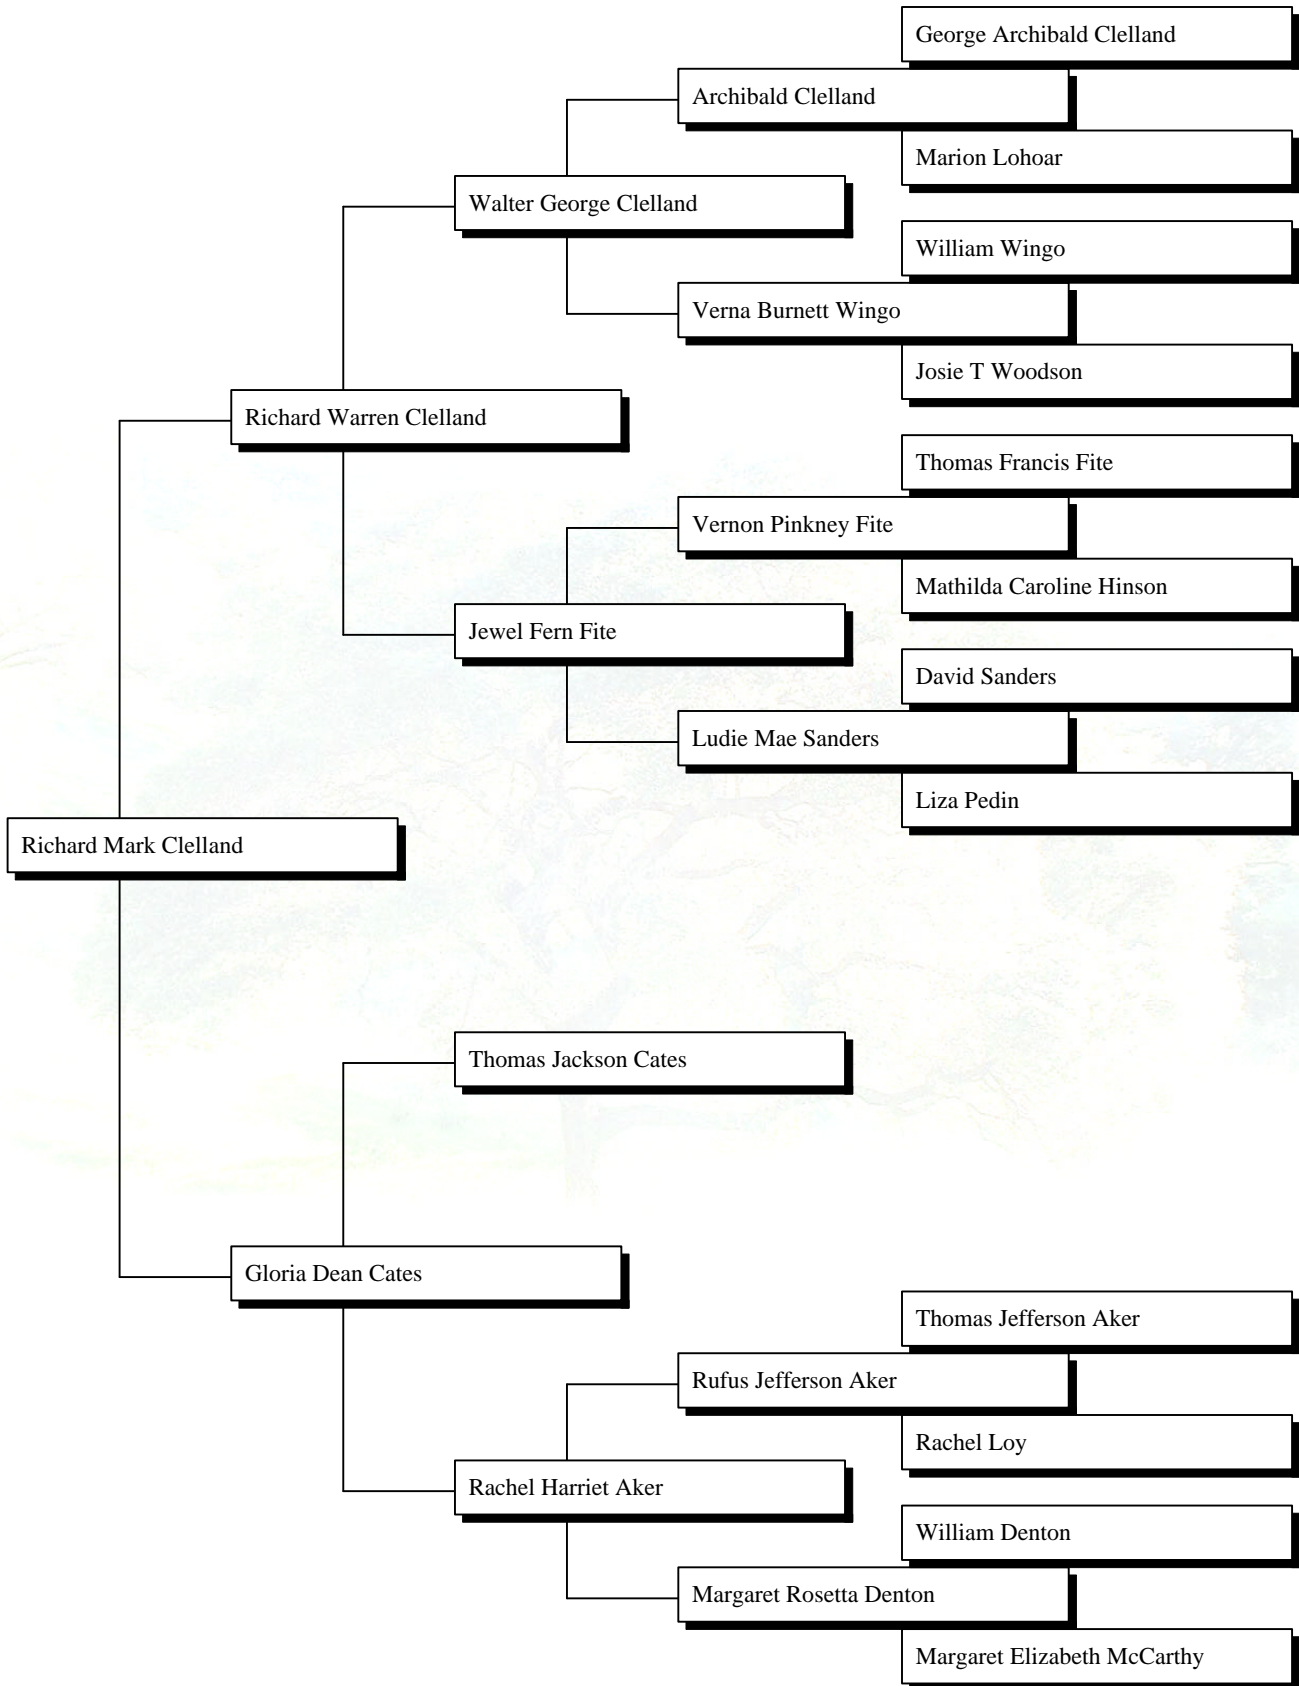 George Archibald Clelland
Archibald Clelland
Marion Lohoar
Walter George Clelland
William Wingo
Verna Burnett Wingo
Josie T Woodson
Richard Warren Clelland
Thomas Francis Fite
Vernon Pinkney Fite
Mathilda Caroline Hinson
Jewel Fern Fite
David Sanders
Ludie Mae Sanders
Liza Pedin
Richard Mark Clelland
Thomas Jackson Cates
Gloria Dean Cates
Thomas Jefferson Aker
Rufus Jefferson Aker
Rachel Loy
Rachel Harriet Aker
William Denton
Margaret Rosetta Denton
Margaret Elizabeth McCarthy